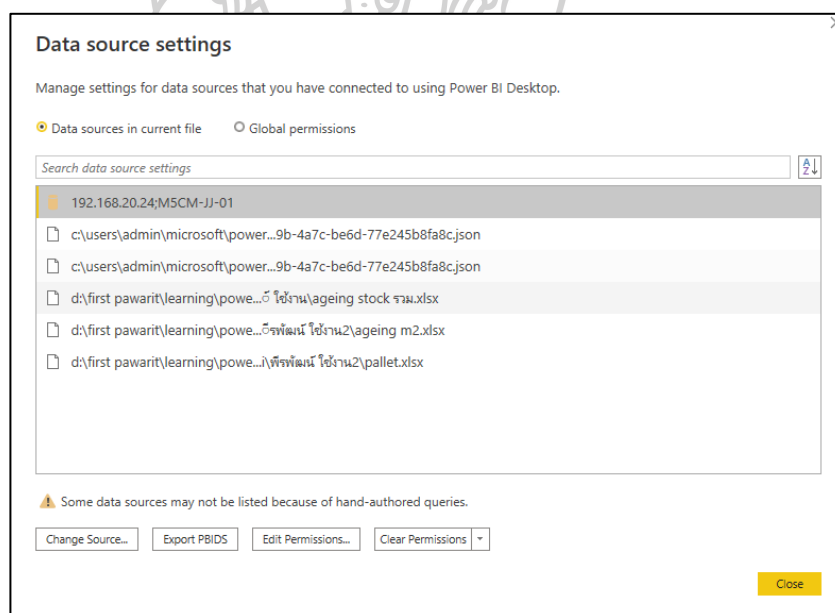 Data source settings
Manage settings for data sources that you have connected to using Power BI Desktop.
Data sources in current file Global permissions
Search data source settings
192.168.20.24;M5CM-JJ-01
c:\users\admin\microsoft\power...9b-4a7c-be6d-77e245b8fa8c.json
c:\users\admin\microsoft\power...9b-4a7c-be6d-77e245b8fa8c.json
d:\first pawarit\learning\powe...์ ใช้งาน\ageing stock รวม.xlsx
d:\first pawarit\learning\powe...ีรพัฒน์ ใช้งาน2\ageing m2.xlsx
d:\first pawarit\learning\powe...i\พีรพัฒน์ ใช้งาน2\pallet.xlsx
Some data sources may not be listed because of hand-authored queries.
Change Source... Export PBIDS Edit Permissions... Clear Permissions
Close